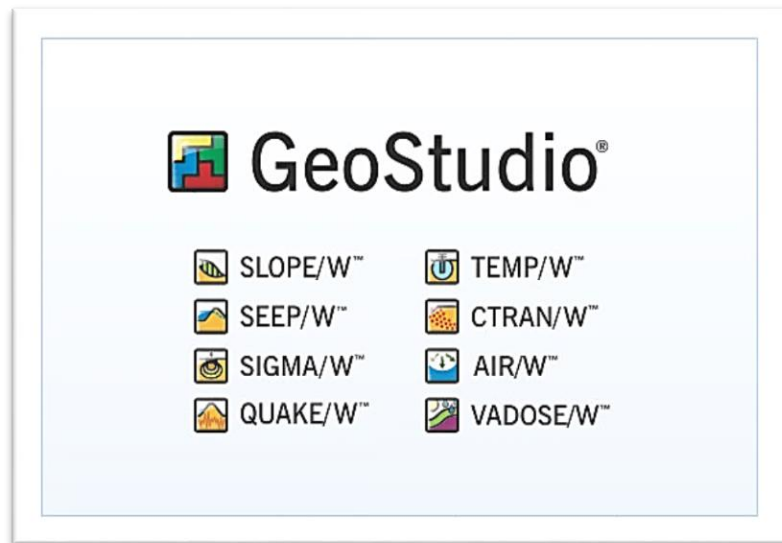 GeoStudio®
SLOPE/W™
SEEP/W™
SIGMA/W™
QUAKE/W™
TEMP/W™
CTRAN/W™
AIR/W™
VADOSE/W™